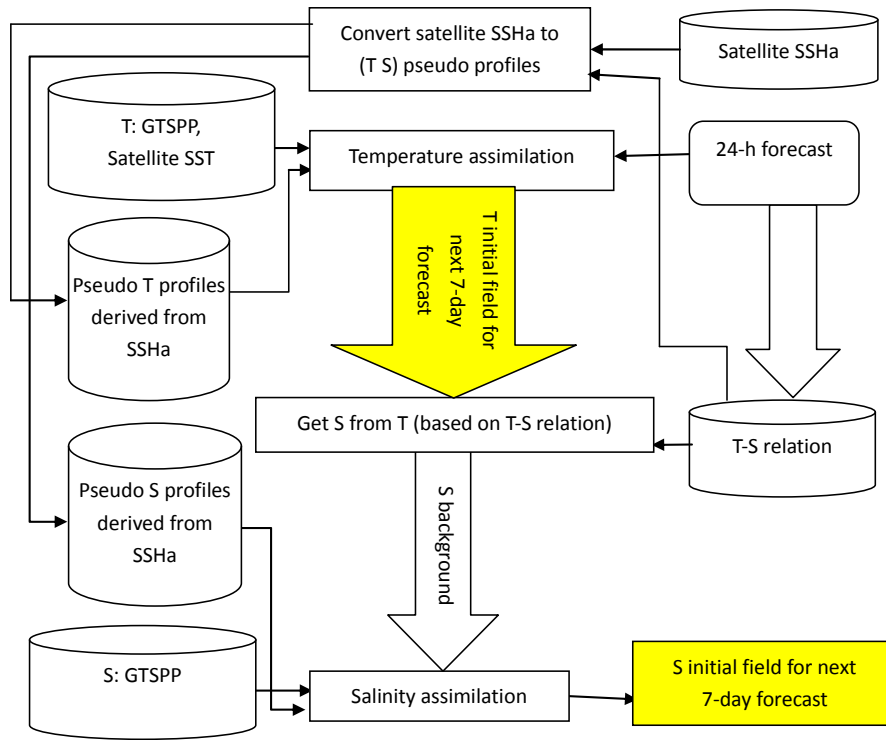 Convert satellite SSHa to
(T S) pseudo profiles
Satellite SSHa
T: GTSPP,
Satellite SST
Temperature assimilation
24-h forecast
T initial field for
next 7-day
forecast
Pseudo T profiles
derived from
SSHa
Get S from T (based on T-S relation)
T-S relation
Pseudo S profiles
derived from
SSHa
S background
S: GTSPP
Salinity assimilation
S initial field for next
7-day forecast